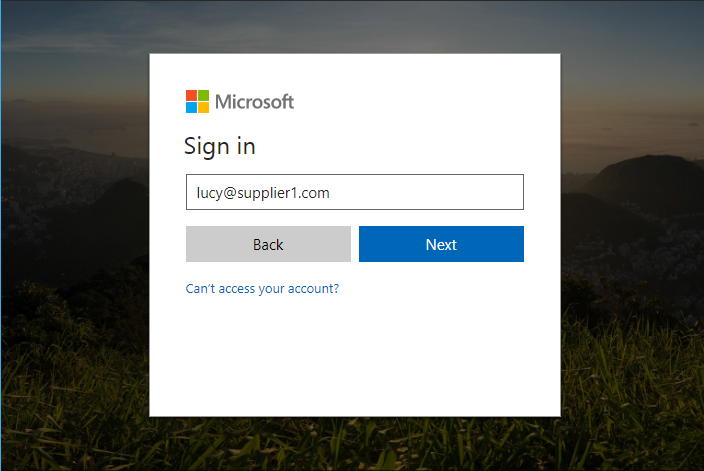 Microsoft
Sign in
lucy@supplier1.com
Back Next
Can't access your account?